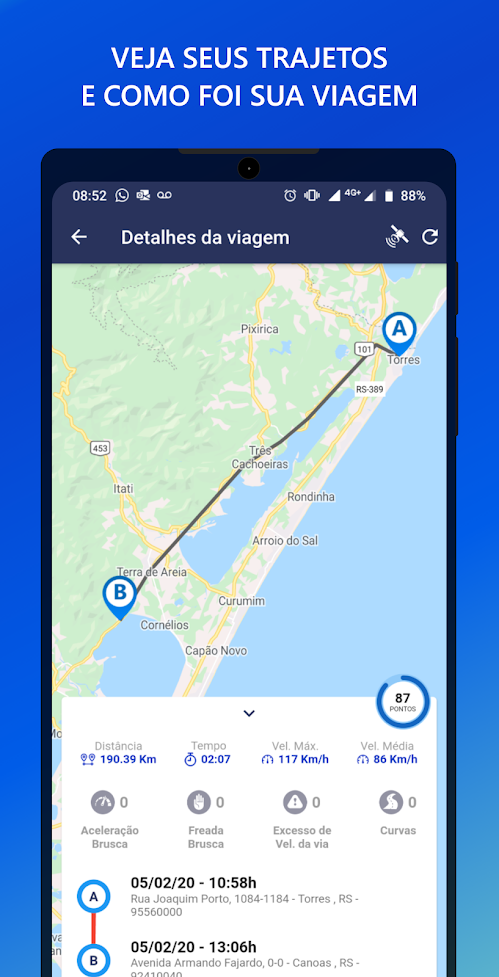 VEJA SEUS TRAJETOS
E COMO FOI SUA VIAGEM
08:52
4G+
88%
Detalhes da viagem
Pixirica
A
101
Torres
RS-389
453
Três
Cachoeiras
Itati
Rondinha
Arroio do Sal
Terra de Areia
B
Curumim
Cornélios
Capão Novo
87
PONTOS
Distância Tempo Vel. Máx. Vel. Média
190.39 Km 02:07 117 Km/h 86 Km/h
0 0 0 0
Aceleração Freada Excesso de Curvas
Brusca Brusca Vel. da via
05/02/20 - 10:58h
A Rua Joaquim Porto, 1084-1184 - Torres , RS -
95560000
05/02/20 - 13:06h
B Avenida Armando Fajardo, 0-0 - Canoas , RS -
92410040